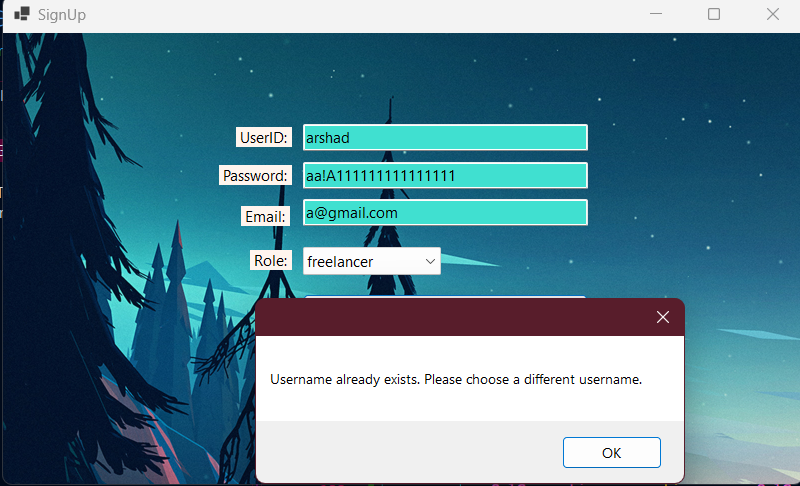 SignUp
UserID:
arshad
Password:
aa!A111111111111111
Email:
a@gmail.com
Role:
freelancer
Username already exists. Please choose a different username.
OK